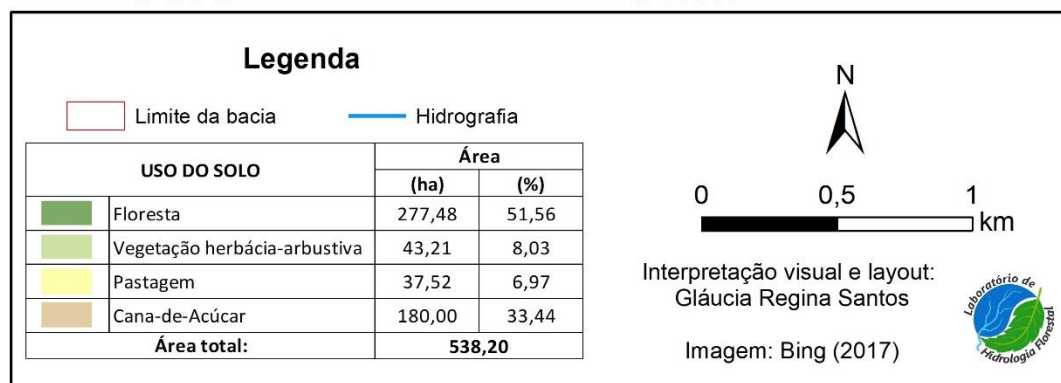 Legenda
Limite da bacia
Hidrografia
USO DO SOLO
Área
(ha)
(%)
Floresta
277,48
51,56
Vegetação herbácia-arbustiva
43,21
8,03
Pastagem
37,52
6,97
Cana-de-Acúcar
180,00
33,44
Área total:
538,20
N
0
0,5
1
km
Interpretação visual e layout:
Gláucia Regina Santos
Imagem: Bing (2017)
Laboratório de
Hidrologia Florestal